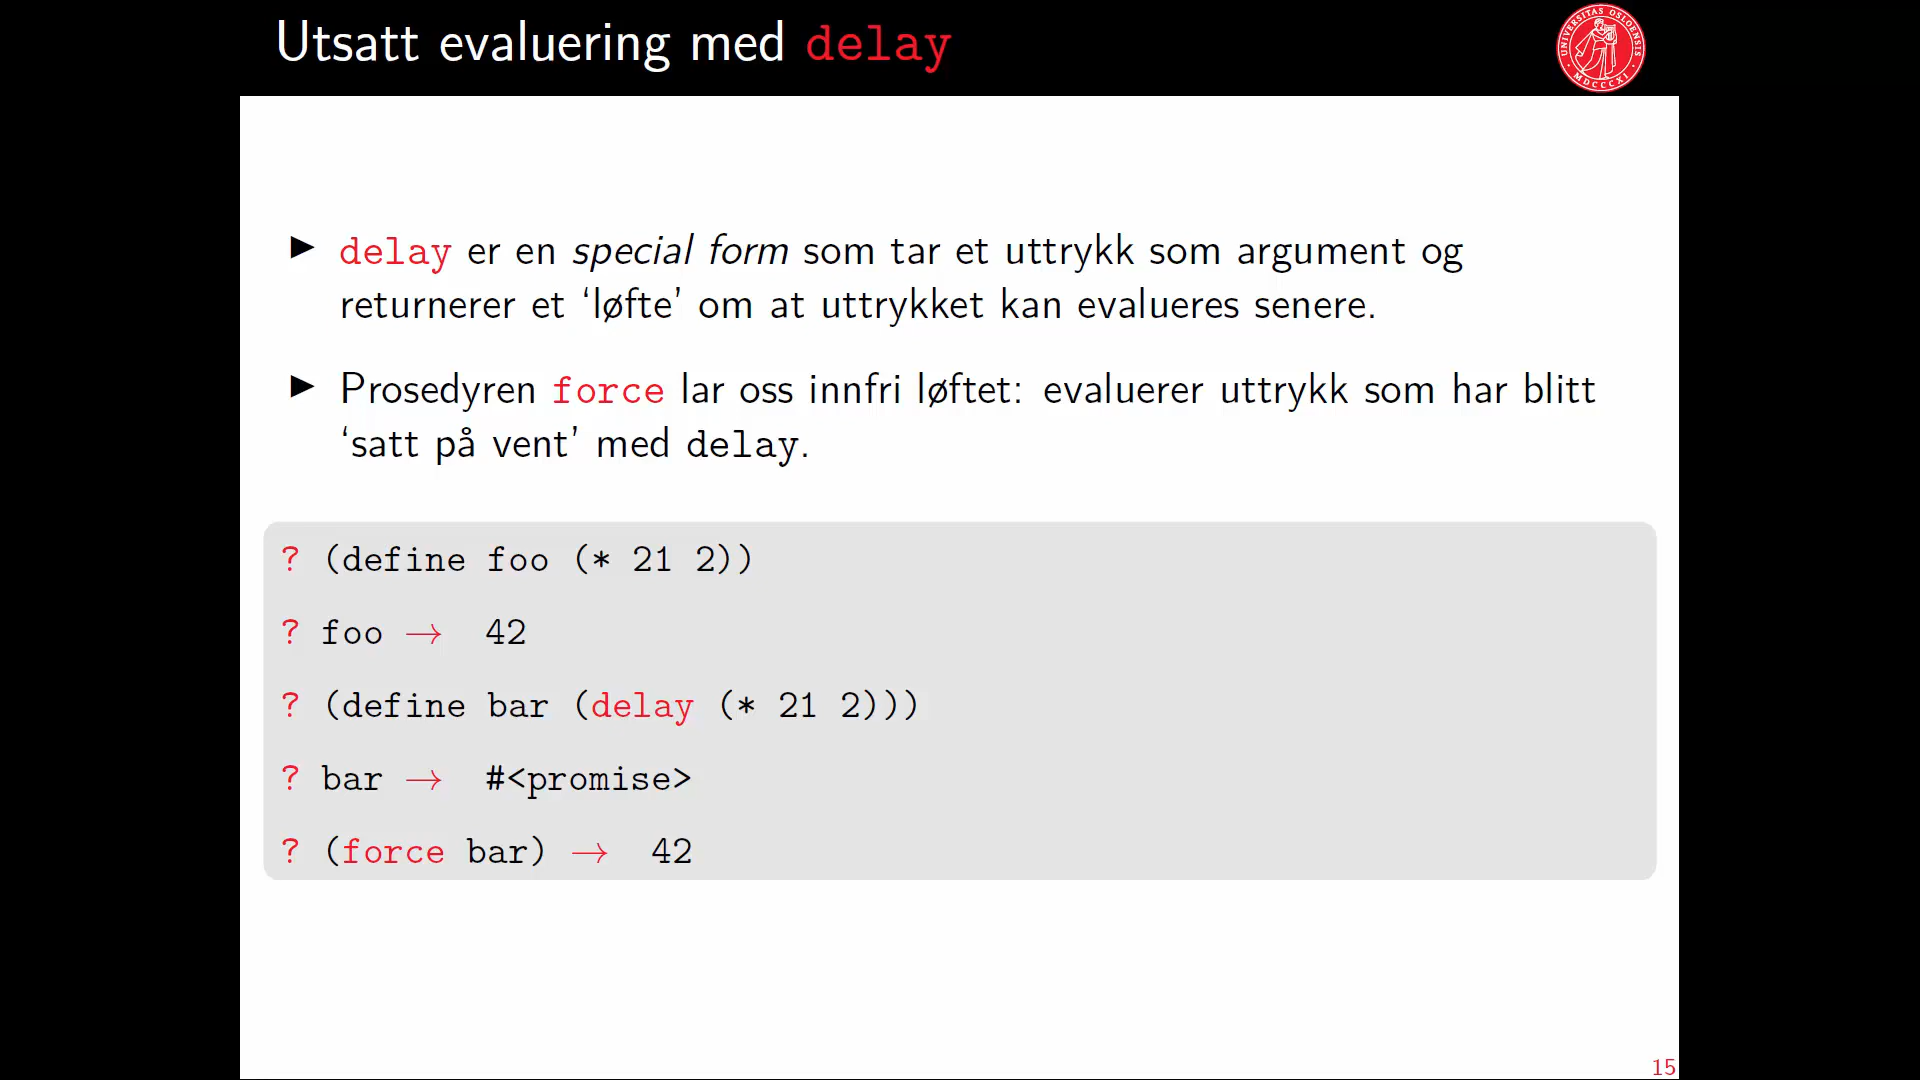 Utsatt evaluering med delay
UNIVERSITAS OSLOENSIS
MDCCCXI
► delay er en special form som tar et uttrykk som argument og
returnerer et ‘løfte’ om at uttrykket kan evalueres senere.
► Prosedyren force lar oss innfri løftet: evaluerer uttrykk som har blitt
‘satt på vent’ med delay.
? (define foo (* 21 2))
? foo → 42
? (define bar (delay (* 21 2)))
? bar → #<promise>
? (force bar) → 42
15